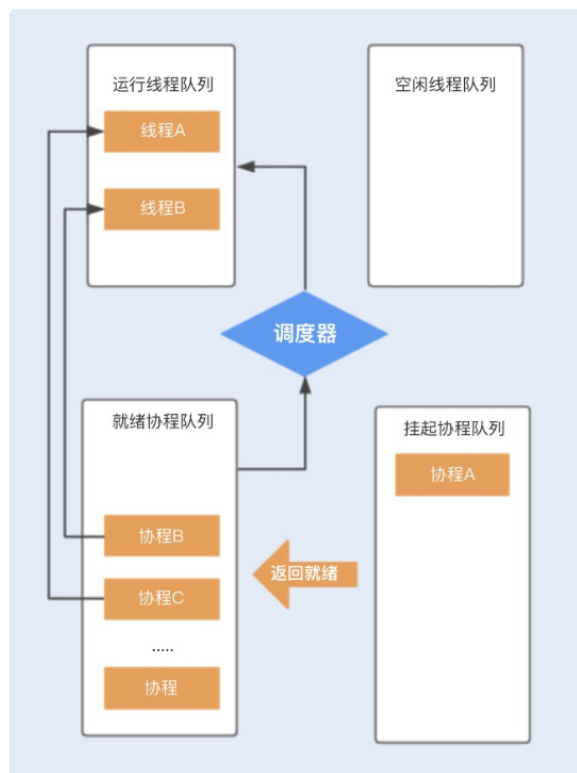 运行线程队列
线程A
线程B
空闲线程队列
调度器
就绪协程队列
协程B
协程C
.....
协程
挂起协程队列
协程A
返回就绪